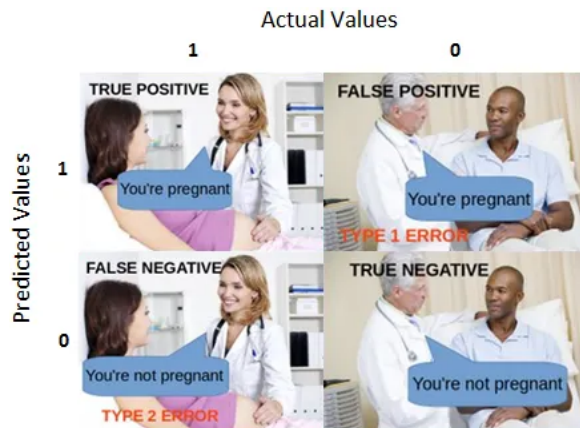 Actual Values
1
0
Predicted Values
1
TRUE POSITIVE
You're pregnant
FALSE POSITIVE
You're pregnant
TYPE 1 ERROR
0
FALSE NEGATIVE
You're not pregnant
TYPE 2 ERROR
TRUE NEGATIVE
You're not pregnant